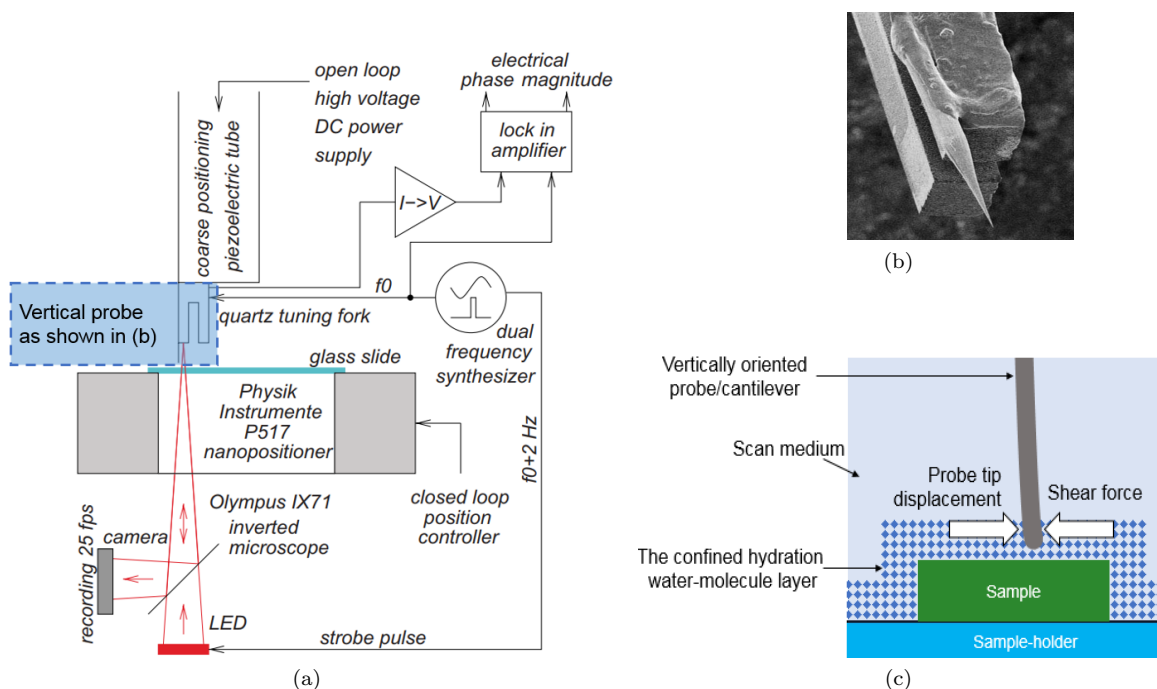 open loop
high voltage
DC power
supply
coarse positioning
piezoelectric tube
electrical
phase magnitude
lock in
amplifier
I−>V
f0
Vertical probe
as shown in (b)
quartz tuning fork
dual
frequency
synthesizer
glass slide
Physik
Instrumente
P517
nanopositioner
f0+2 Hz
closed loop
position
controller
Olympus IX71
inverted
microscope
camera
recording 25 fps
LED
strobe pulse
(a)
(b)
Vertically oriented
probe/cantilever
Scan medium
Probe tip
displacement
Shear force
The confined hydration
water-molecule layer
Sample
Sample-holder
(c)